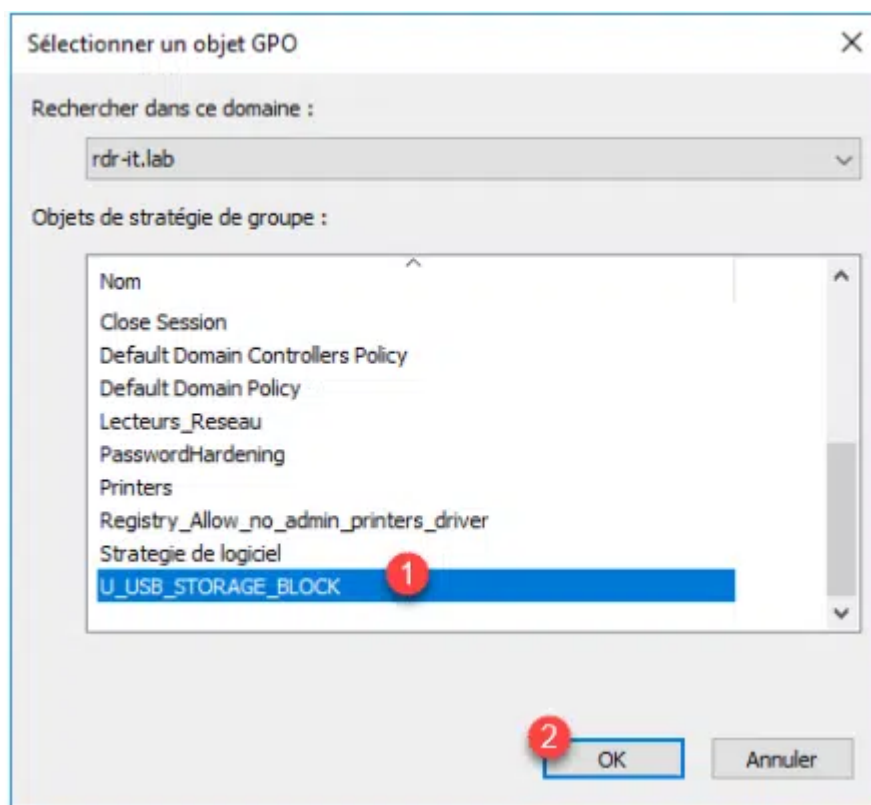 Sélectionner un objet GPO
Rechercher dans ce domaine :
rdr-it.lab
Objets de stratégie de groupe :
Nom
Close Session
Default Domain Controllers Policy
Default Domain Policy
Lecteurs_Reseau
PasswordHardening
Printers
Registry_Allow_no_admin_printers_driver
Strategie de logiciel
U_USB_STORAGE_BLOCK 1
2 OK Annuler